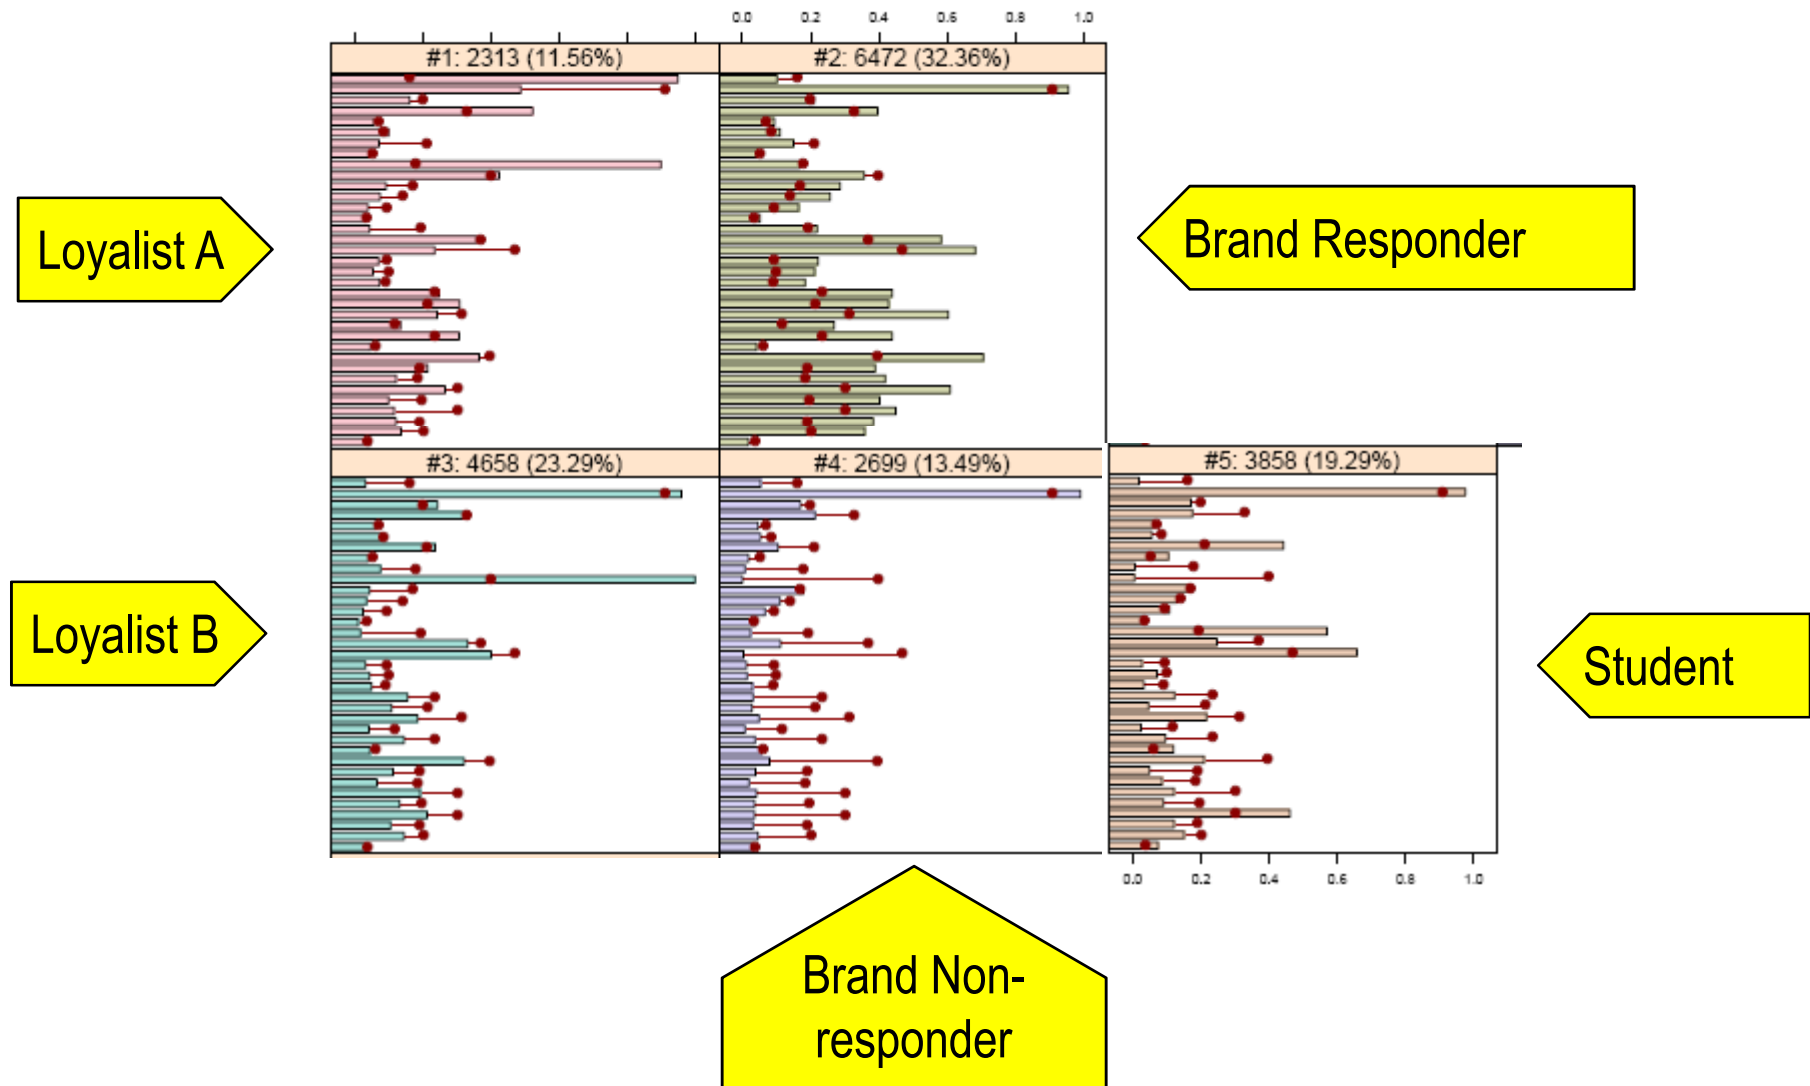 0.0 0.2 0.4 0.6 0.8 1.0
#1: 2313 (11.56%)
#2: 6472 (32.36%)
Loyalist A
Brand Responder
#3: 4658 (23.29%)
#4: 2699 (13.49%)
#5: 3858 (19.29%)
Loyalist B
Student
0.0 0.2 0.4 0.6 0.8 1.0
Brand Non-
responder